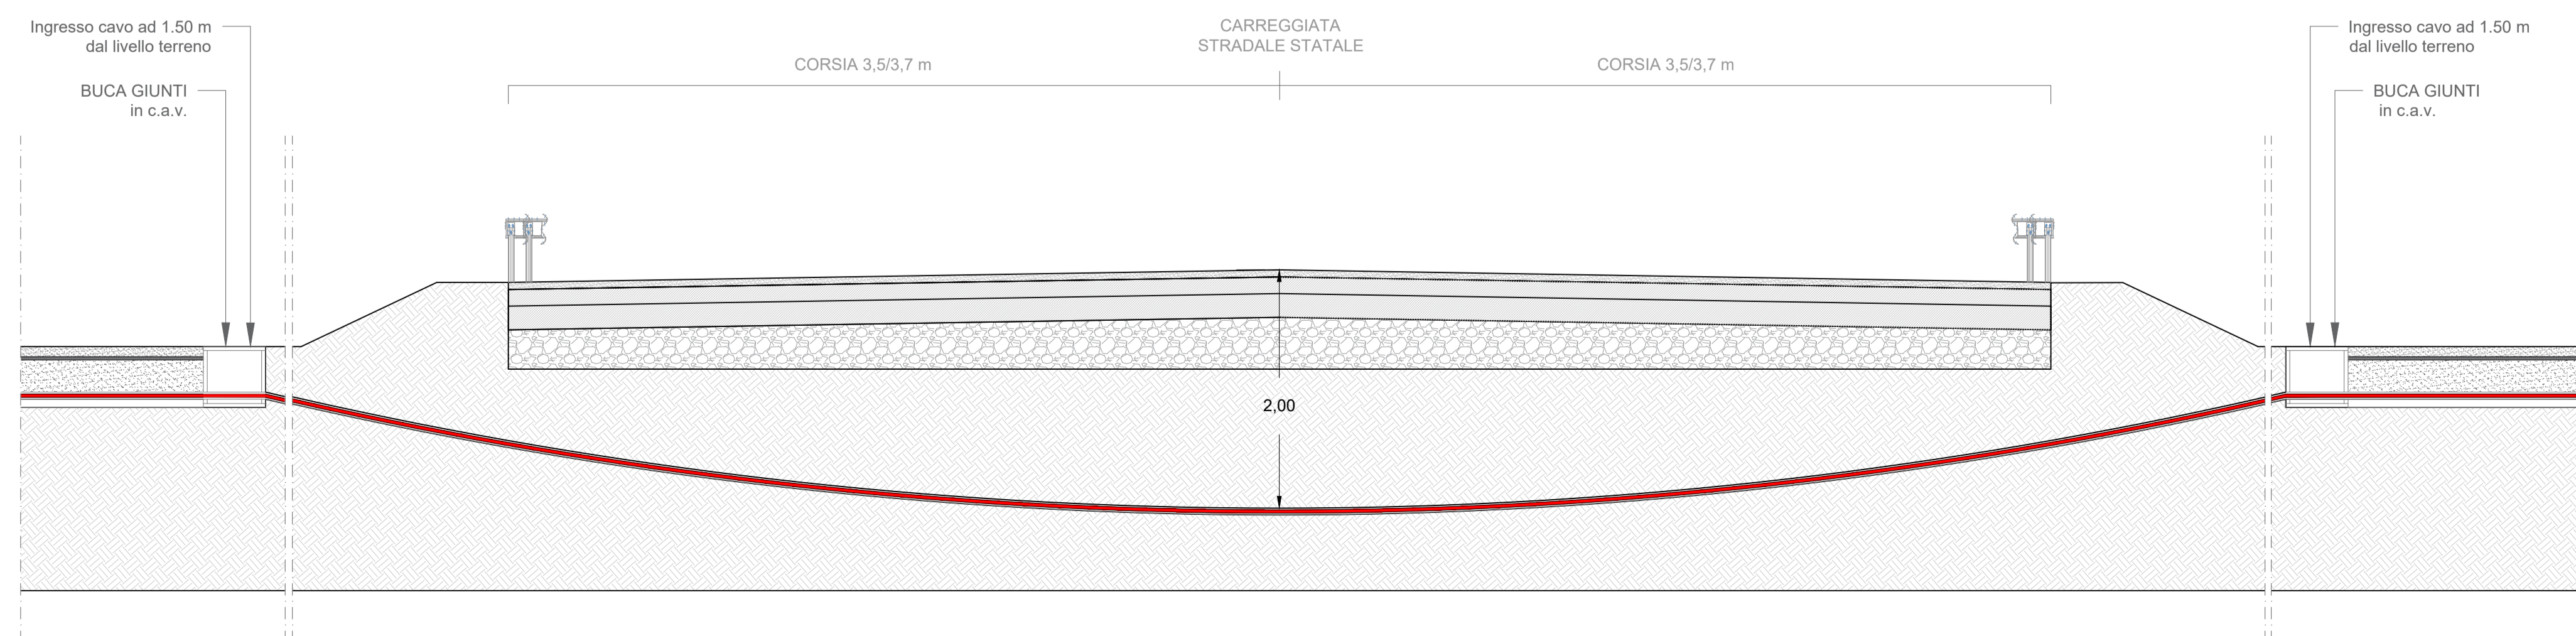 Ingresso cavo ad 1.50 m
dal livello terreno
BUCA GIUNTI
in c.a.v.
CARREGGIATA
STRADALE STATALE
CORSIA 3,5/3,7 m
CORSIA 3,5/3,7 m
Ingresso cavo ad 1.50 m
dal livello terreno
BUCA GIUNTI
in c.a.v.
2,00